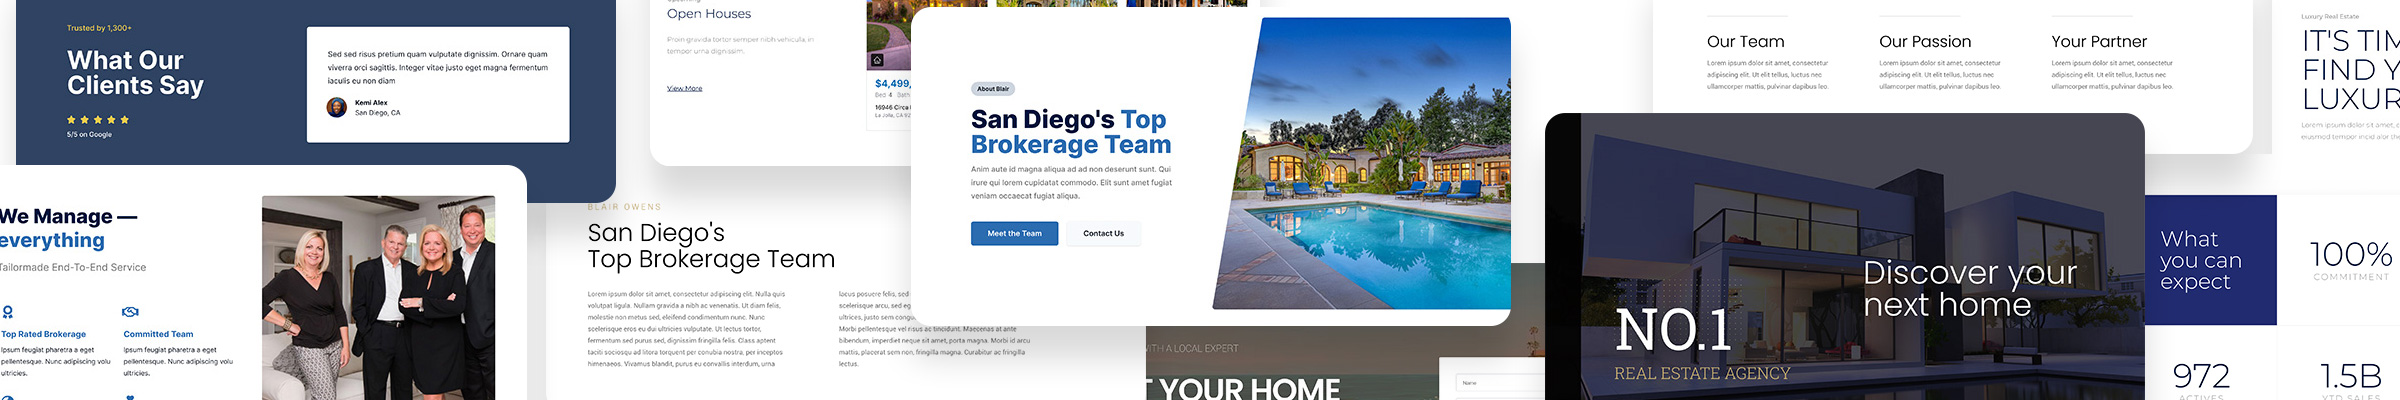 Trusted by 1,300+
What Our
Clients Say
5/5 on Google
Sed sed risus pretium quam vulputate dignissim. Ornare quam
viverra orci sagittis. Integer vitae justo eget magna fermentum
iaculis eu non diam
Kemi Alex
San Diego, CA
We Manage —
everything
Tailormade End-To-End Service
Top Rated Brokerage
Ipsum feugiat pharetra a eget
pellentesque. Nunc adipiscing volu
ultricies.
Committed Team
Ipsum feugiat pharetra a eget
pellentesque. Nunc adipiscing volu
ultricies.
Open Houses
Proin gravida tortor semper nibh vehicula, in
tempor urna dignissim.
View More
$4,499,
Bed 4 Bath
16946 Circa
La Jolla, CA 92
BLAIR OWENS
San Diego's
Top Brokerage Team
Lorem ipsum dolor sit amet, consectetur adipiscing elit. Nulla quis
volutpat ligula. Nullam gravida a nibh ac venenatis. Ut diam felis,
molestie non metus sed, eleifend condimentum nunc. Nunc
scelerisque eros eu dui ultricies vulputate. Ut lectus tortor,
fermentum sed purus sed, dignissim fringilla felis. Class aptent
taciti sociosqu ad litora torquent per conubia nostra, per inceptos
himenaeos. Vivamus blandit, purus eu convallis interdum, urna
lacus posuere felis, sed
scelerisque arcu, sed eg
ultrices, justo sem congu
bibendum, imperdiet neque sit amet, porta magna. Morbi id arcu
mattis, placerat sem non, fringilla magna. Curabitur ac fringilla
lectus.
About Blair
San Diego's Top
Brokerage Team
Anim aute id magna aliqua ad ad non deserunt sunt. Qui
irure qui lorem cupidatat commodo. Elit sunt amet fugiat
veniam occaecat fugiat aliqua.
Meet the Team
Contact Us
WITH A LOCAL EXPERT
T YOUR HOME
Name
Our Team
Lorem ipsum dolor sit amet, consectetur
adipiscing elit. Ut elit tellus, luctus nec
ullamcorper mattis, pulvinar dapibus leo.
Our Passion
Lorem ipsum dolor sit amet, consectetur
adipiscing elit. Ut elit tellus, luctus nec
ullamcorper mattis, pulvinar dapibus leo.
Your Partner
Lorem ipsum dolor sit amet, consectetur
adipiscing elit. Ut elit tellus, luctus nec
ullamcorper mattis, pulvinar dapibus leo.
Discover your
next home
NO.1
REAL ESTATE AGENCY
Luxury Real Estate
IT'S TIM
FIND Y
LUXUR
Lorem ipsum dolor sit amet, c
eiusmod tempor incid
What
you can
expect
100%
COMMITMENT
972
ACTIVES
1.5B
YTD SALES